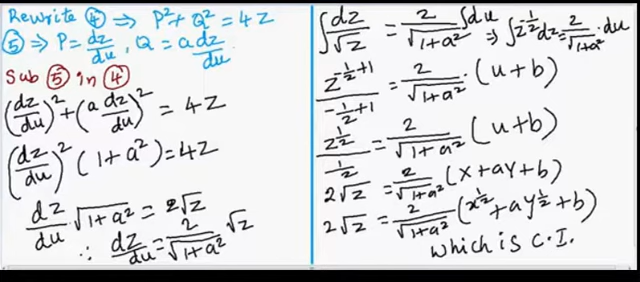 Rewrite ④ ⇒ P²+Q²=4Z
⑤ ⇒ P=dz/du, Q = a dz/du
Sub ⑤ in ④
(dz/du)²+(a dz/du)² = 4Z
(dz/du)² (1+a²)=4Z
dz/du √1+a² = 2√z
∴ dz/du = 2/√1+a² √z
∫dz/√z = 2/√1+a² ∫du ⇒ ∫z^-1/2 dz = 2/√1+a² ·du
z^-1/2+1 / -1/2+1 = 2/√1+a² · (u+b)
z^1/2 / 1/2 = 2/√1+a² · (u+b)
2√z = 2/√1+a² (x+ay+b)
2√z = 2/√1+a² (x^1/2+ay^1/2+b)
which is C.I.